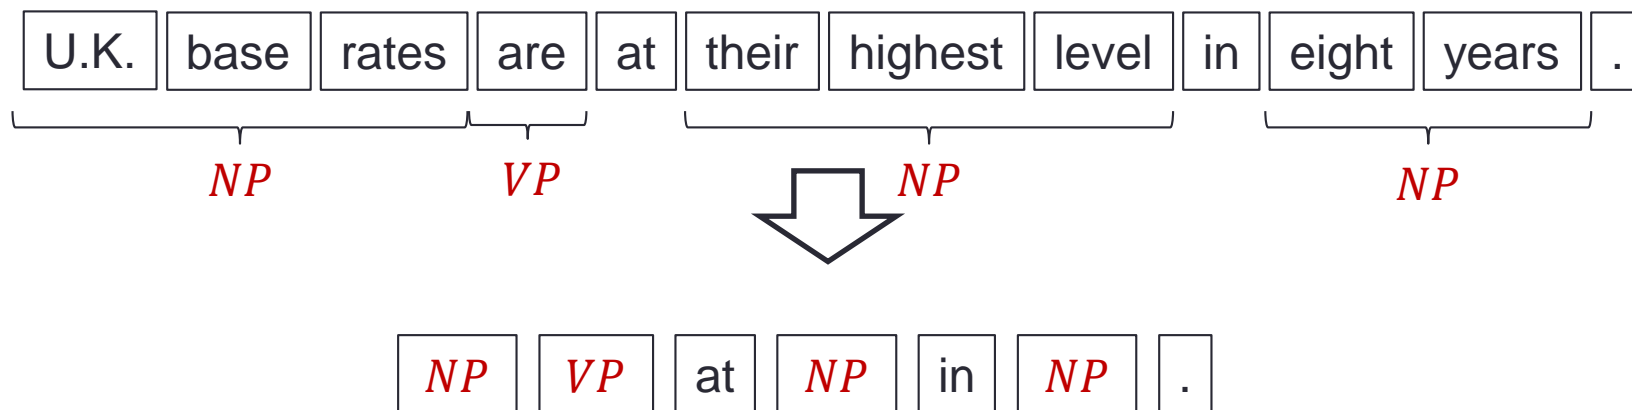 U.K. base rates are at their highest level in eight years .
NP VP NP NP
NP VP at NP in NP .